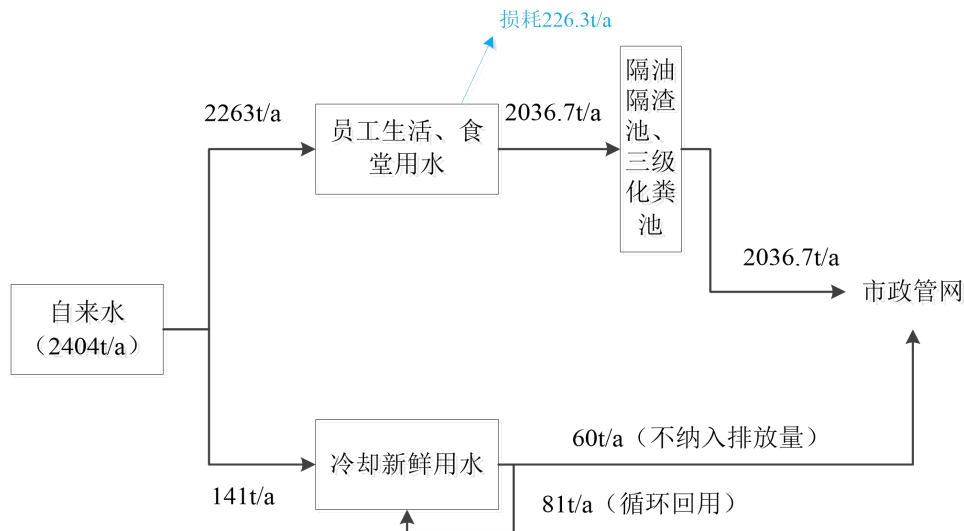 损耗226.3t/a
2263t/a
员工生活、食
堂用水
2036.7t/a
隔油
隔渣
池、
三级
化粪
池
2036.7t/a
市政管网
自来水
（2404t/a）
冷却新鲜用水
141t/a
60t/a（不纳入排放量）
81t/a（循环回用）